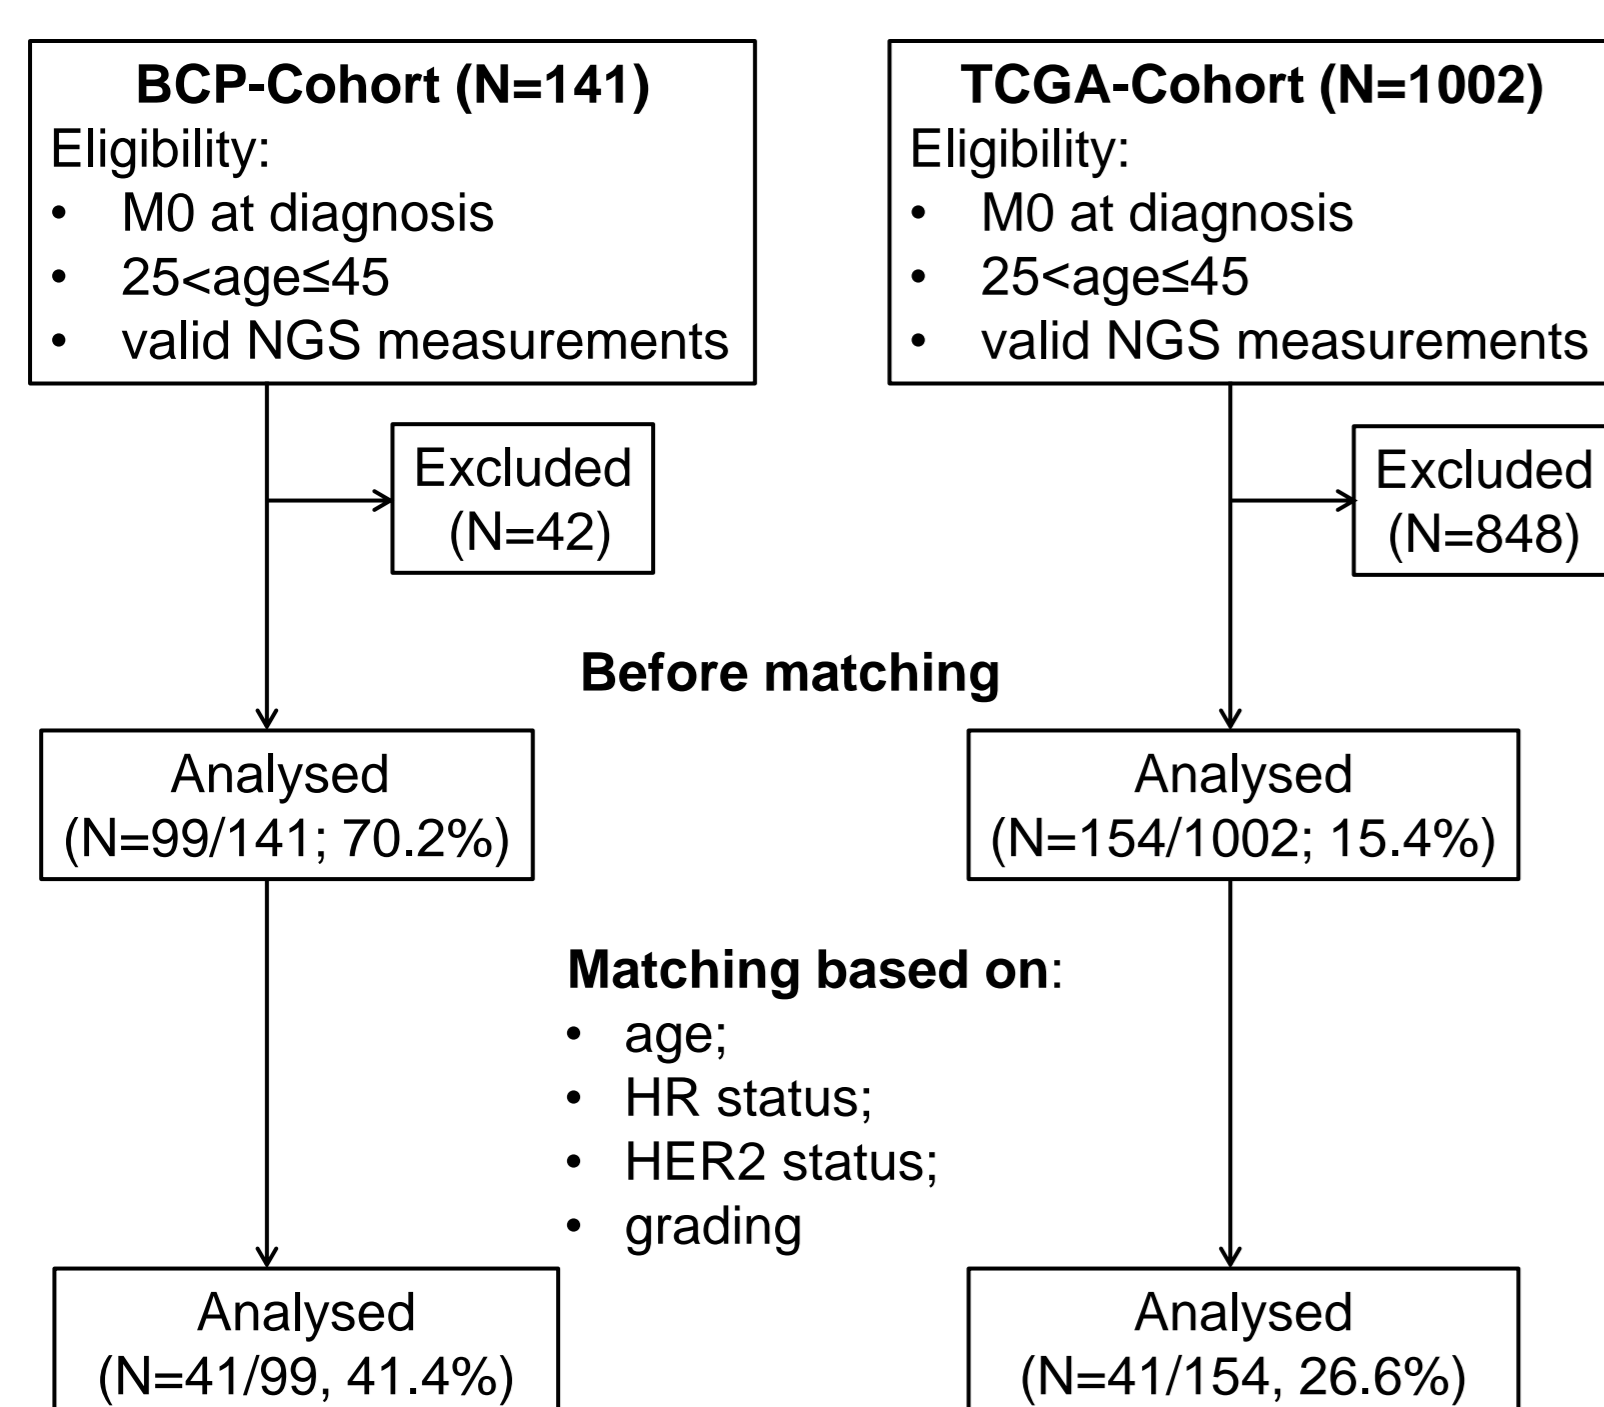 BCP-Cohort (N=141)
Eligibility:
• M0 at diagnosis
• 25<age≤45
• valid NGS measurements
TCGA-Cohort (N=1002)
Eligibility:
• M0 at diagnosis
• 25<age≤45
• valid NGS measurements
Excluded
(N=42)
Excluded
(N=848)
Before matching
Analysed
(N=99/141; 70.2%)
Analysed
(N=154/1002; 15.4%)
Matching based on:
• age;
• HR status;
• HER2 status;
• grading
Analysed
(N=41/99, 41.4%)
Analysed
(N=41/154, 26.6%)